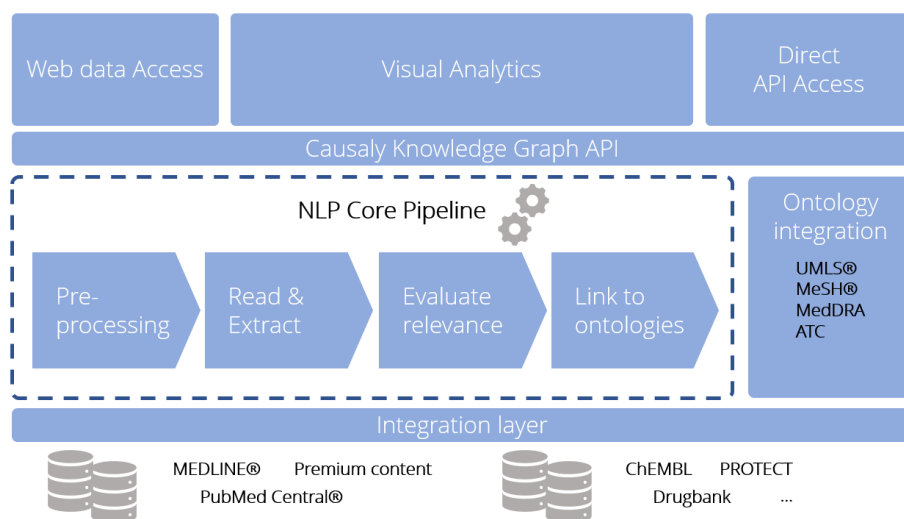 Web data Access
Visual Analytics
Direct
API Access
Causaly Knowledge Graph API
NLP Core Pipeline
Pre-
processing
Read &
Extract
Evaluate
relevance
Link to
ontologies
Ontology
integration
UMLS®
MeSH®
MedDRA
ATC
Integration layer
MEDLINE® Premium content
PubMed Central®
ChEMBL PROTECT
Drugbank ...